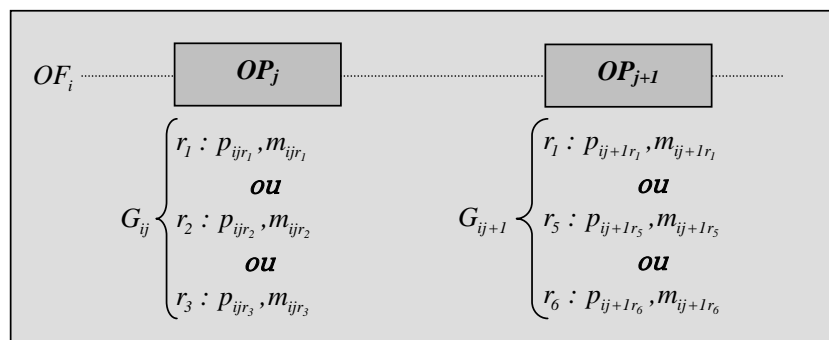 OF_i OP_j OP_{j+1}
r_1 : p_{ijr_1} , m_{ijr_1} r_1 : p_{ij+1r_1} , m_{ij+1r_1}
ou ou
G_{ij} r_2 : p_{ijr_2} , m_{ijr_2} G_{ij+1} r_5 : p_{ij+1r_5} , m_{ij+1r_5}
ou ou
r_3 : p_{ijr_3} , m_{ijr_3} r_6 : p_{ij+1r_6} , m_{ij+1r_6}